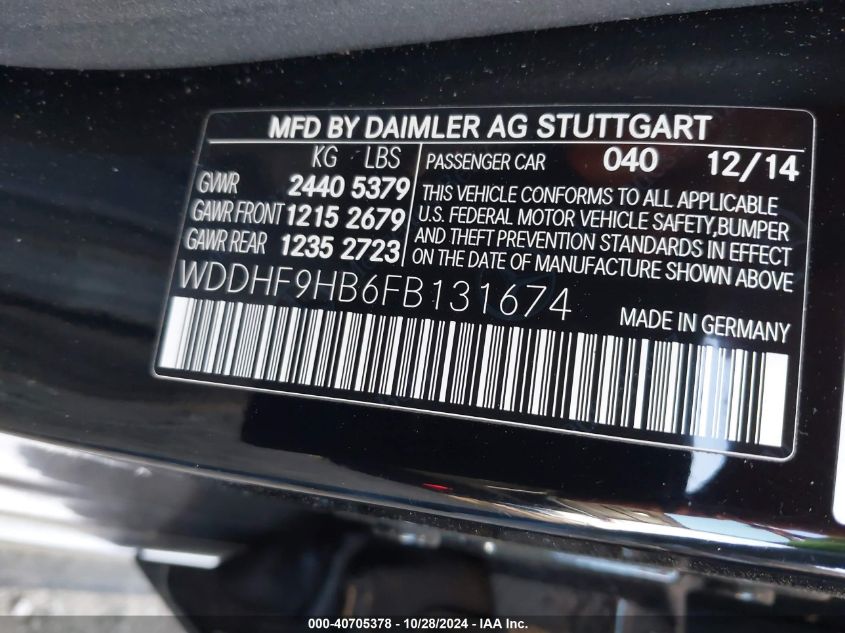 MFD BY DAIMLER AG STUTTGART
KG LBS
GVWR 2440 5379
GAWR FRONT 1215 2679
GAWR REAR 1235 2723
PASSENGER CAR 040 12/14
THIS VEHICLE CONFORMS TO ALL APPLICABLE
U.S. FEDERAL MOTOR VEHICLE SAFETY,BUMPER
AND THEFT PREVENTION STANDARDS IN EFFECT
ON THE DATE OF MANUFACTURE SHOWN ABOVE
WDDHF9HB6FB131674
MADE IN GERMANY
000-40705378 - 10/28/2024 - IAA Inc.